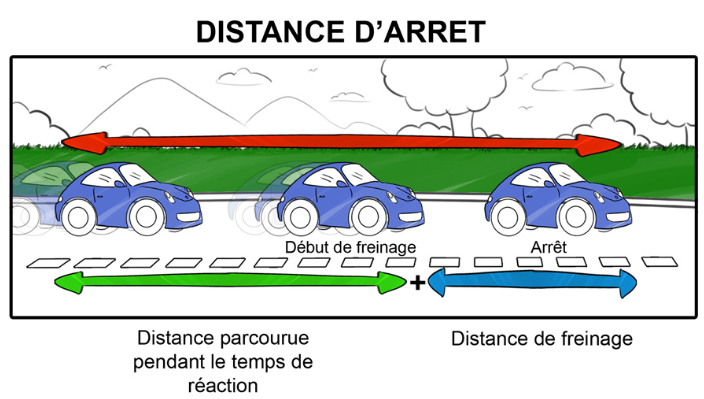 DISTANCE D’ARRET
Début de freinage
Arrêt
+
Distance parcourue
pendant le temps de
réaction
Distance de freinage